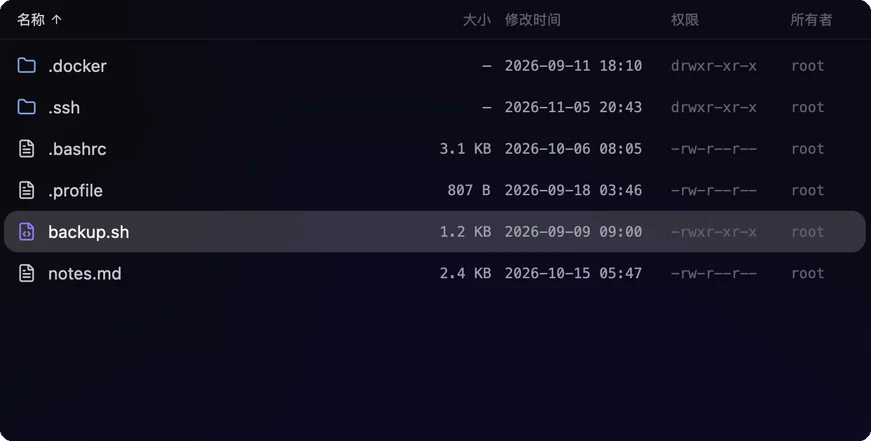 名称 ↑ 大小 修改时间 权限 所有者
.docker — 2026-09-11 18:10 drwxr-xr-x root
.ssh — 2026-11-05 20:43 drwxr-xr-x root
.bashrc 3.1 KB 2026-10-06 08:05 -rw-r--r-- root
.profile 807 B 2026-09-18 03:46 -rw-r--r-- root
backup.sh 1.2 KB 2026-09-09 09:00 -rwxr-xr-x root
notes.md 2.4 KB 2026-10-15 05:47 -rw-r--r-- root